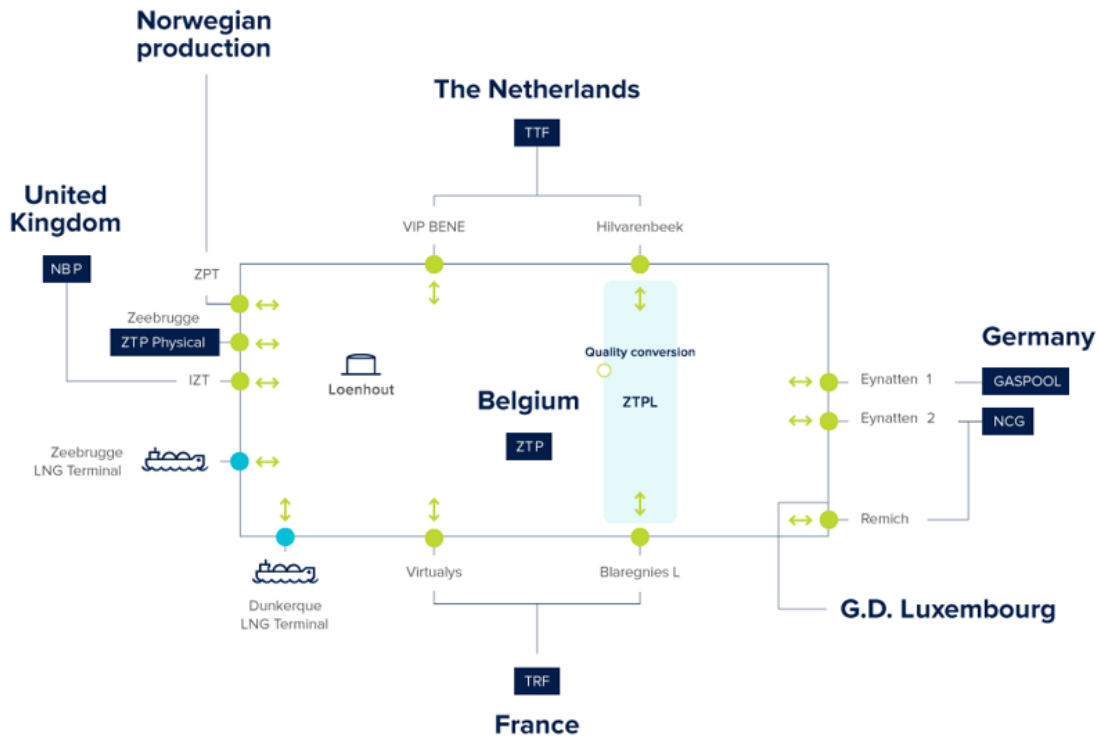 Norwegian
production
The Netherlands
TTF
United
Kingdom
NBP
VIP BENE
Hilvarenbeek
ZPT
Zeebrugge
ZTP Physical
IZT
Loenhout
Quality conversion
ZTPL
Belgium
ZTP
Germany
Eynatten 1
GASPOOL
Eynatten 2
NCG
Zeebrugge
LNG Terminal
Remich
Virtualys
Blaregnies L
Dunkerque
LNG Terminal
G.D. Luxembourg
TRF
France